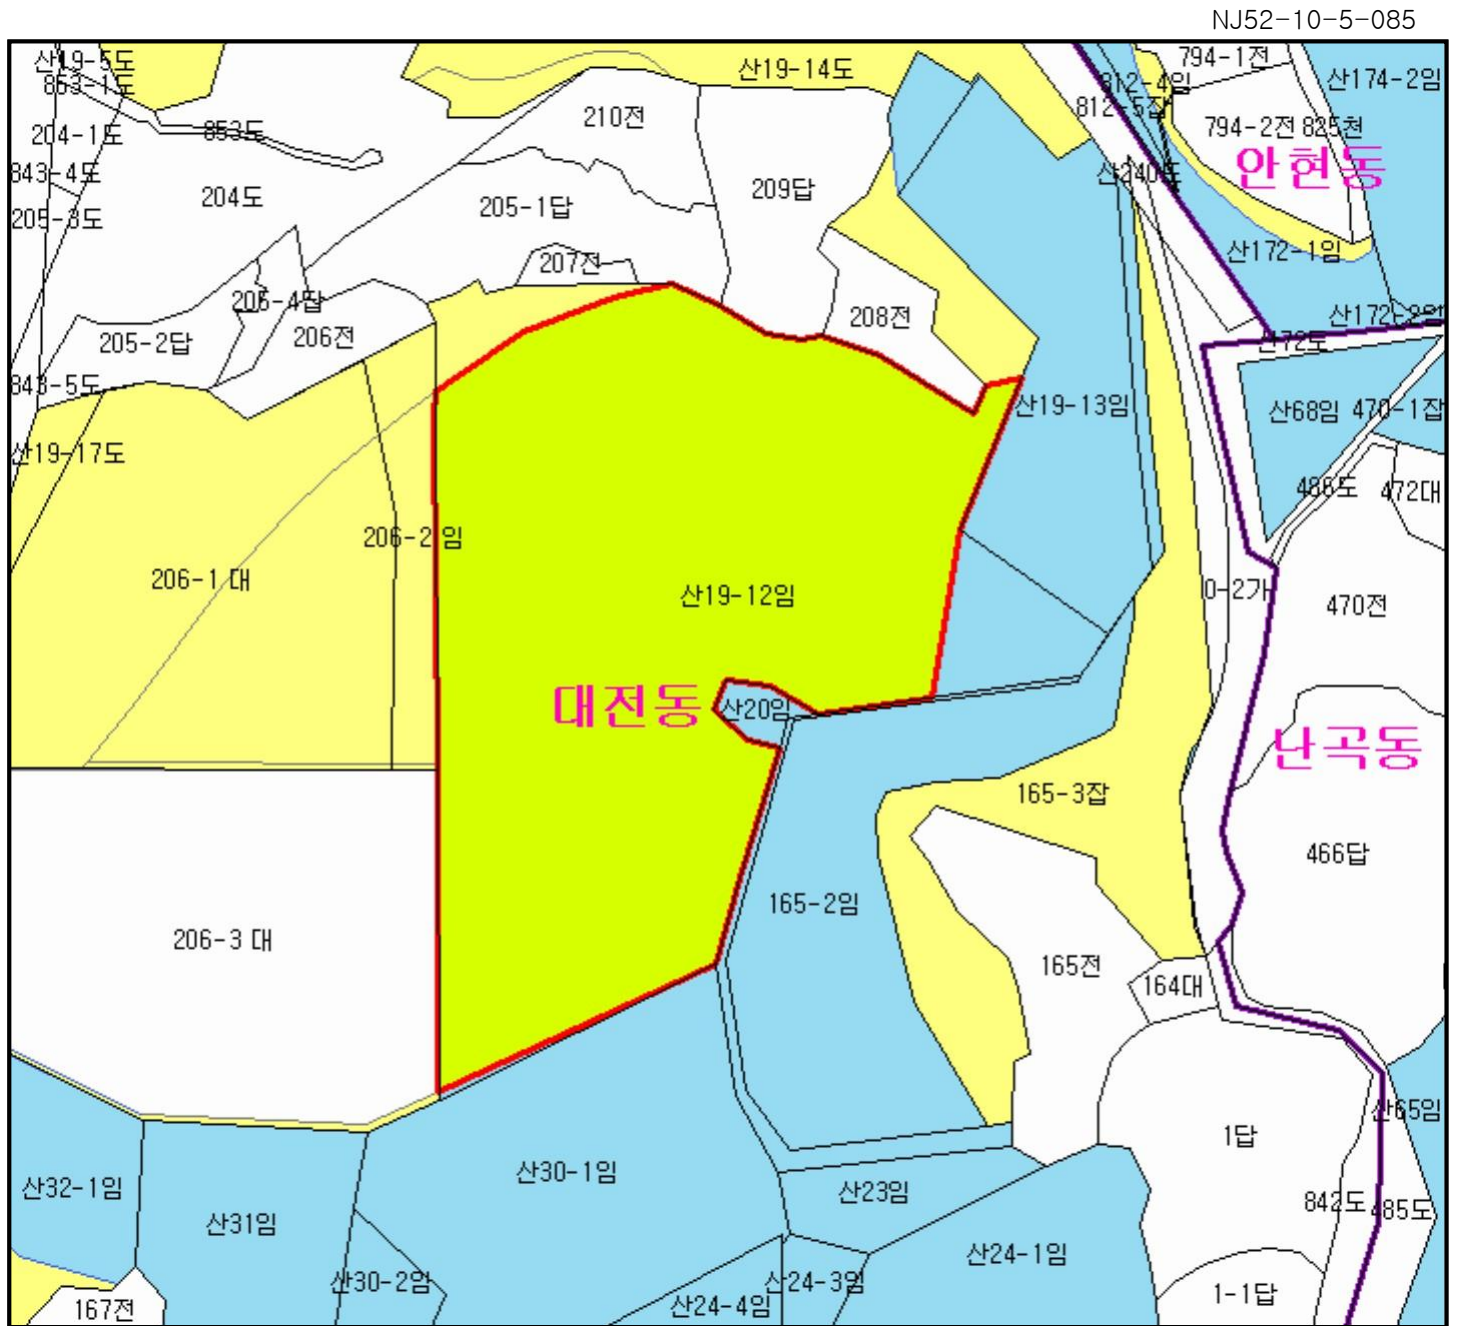 NJ52-10-5-085
산19-5도
853-1도
산19-14도
794-1전
812-4임
산174-2임
812-5잡
210전
204-1도
853도
794-2전
825천
안현동
843-4도
산240도
204도
209답
205-1답
205-3도
산172-1임
207전
205-4답
208전
산172-2임
206전
205-2답
산172도
843-5도
산19-13임
산68임
470-1잡
산19-17도
486도
472대
206-2 임
206-1 대
산19-12임
0-2가
470전
대전동
산20임
난곡동
165-3잡
466답
165-2임
206-3 대
165전
164대
산65임
1답
산30-1임
산32-1임
산23임
842도
485도
산31임
산24-1임
산30-2임
산24-3임
1-1답
산24-4임
167전